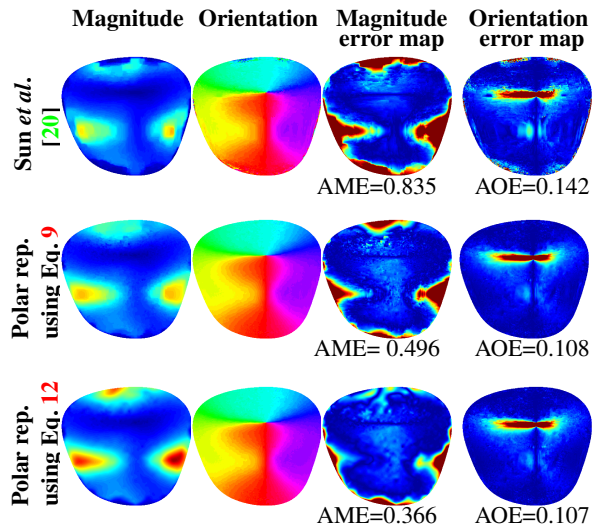 Magnitude Orientation Magnitude error map Orientation error map
Sun et al. [20]
AME=0.835 AOE=0.142
Polar rep. using Eq. 9
AME= 0.496 AOE=0.108
Polar rep. using Eq. 12
AME=0.366 AOE=0.107